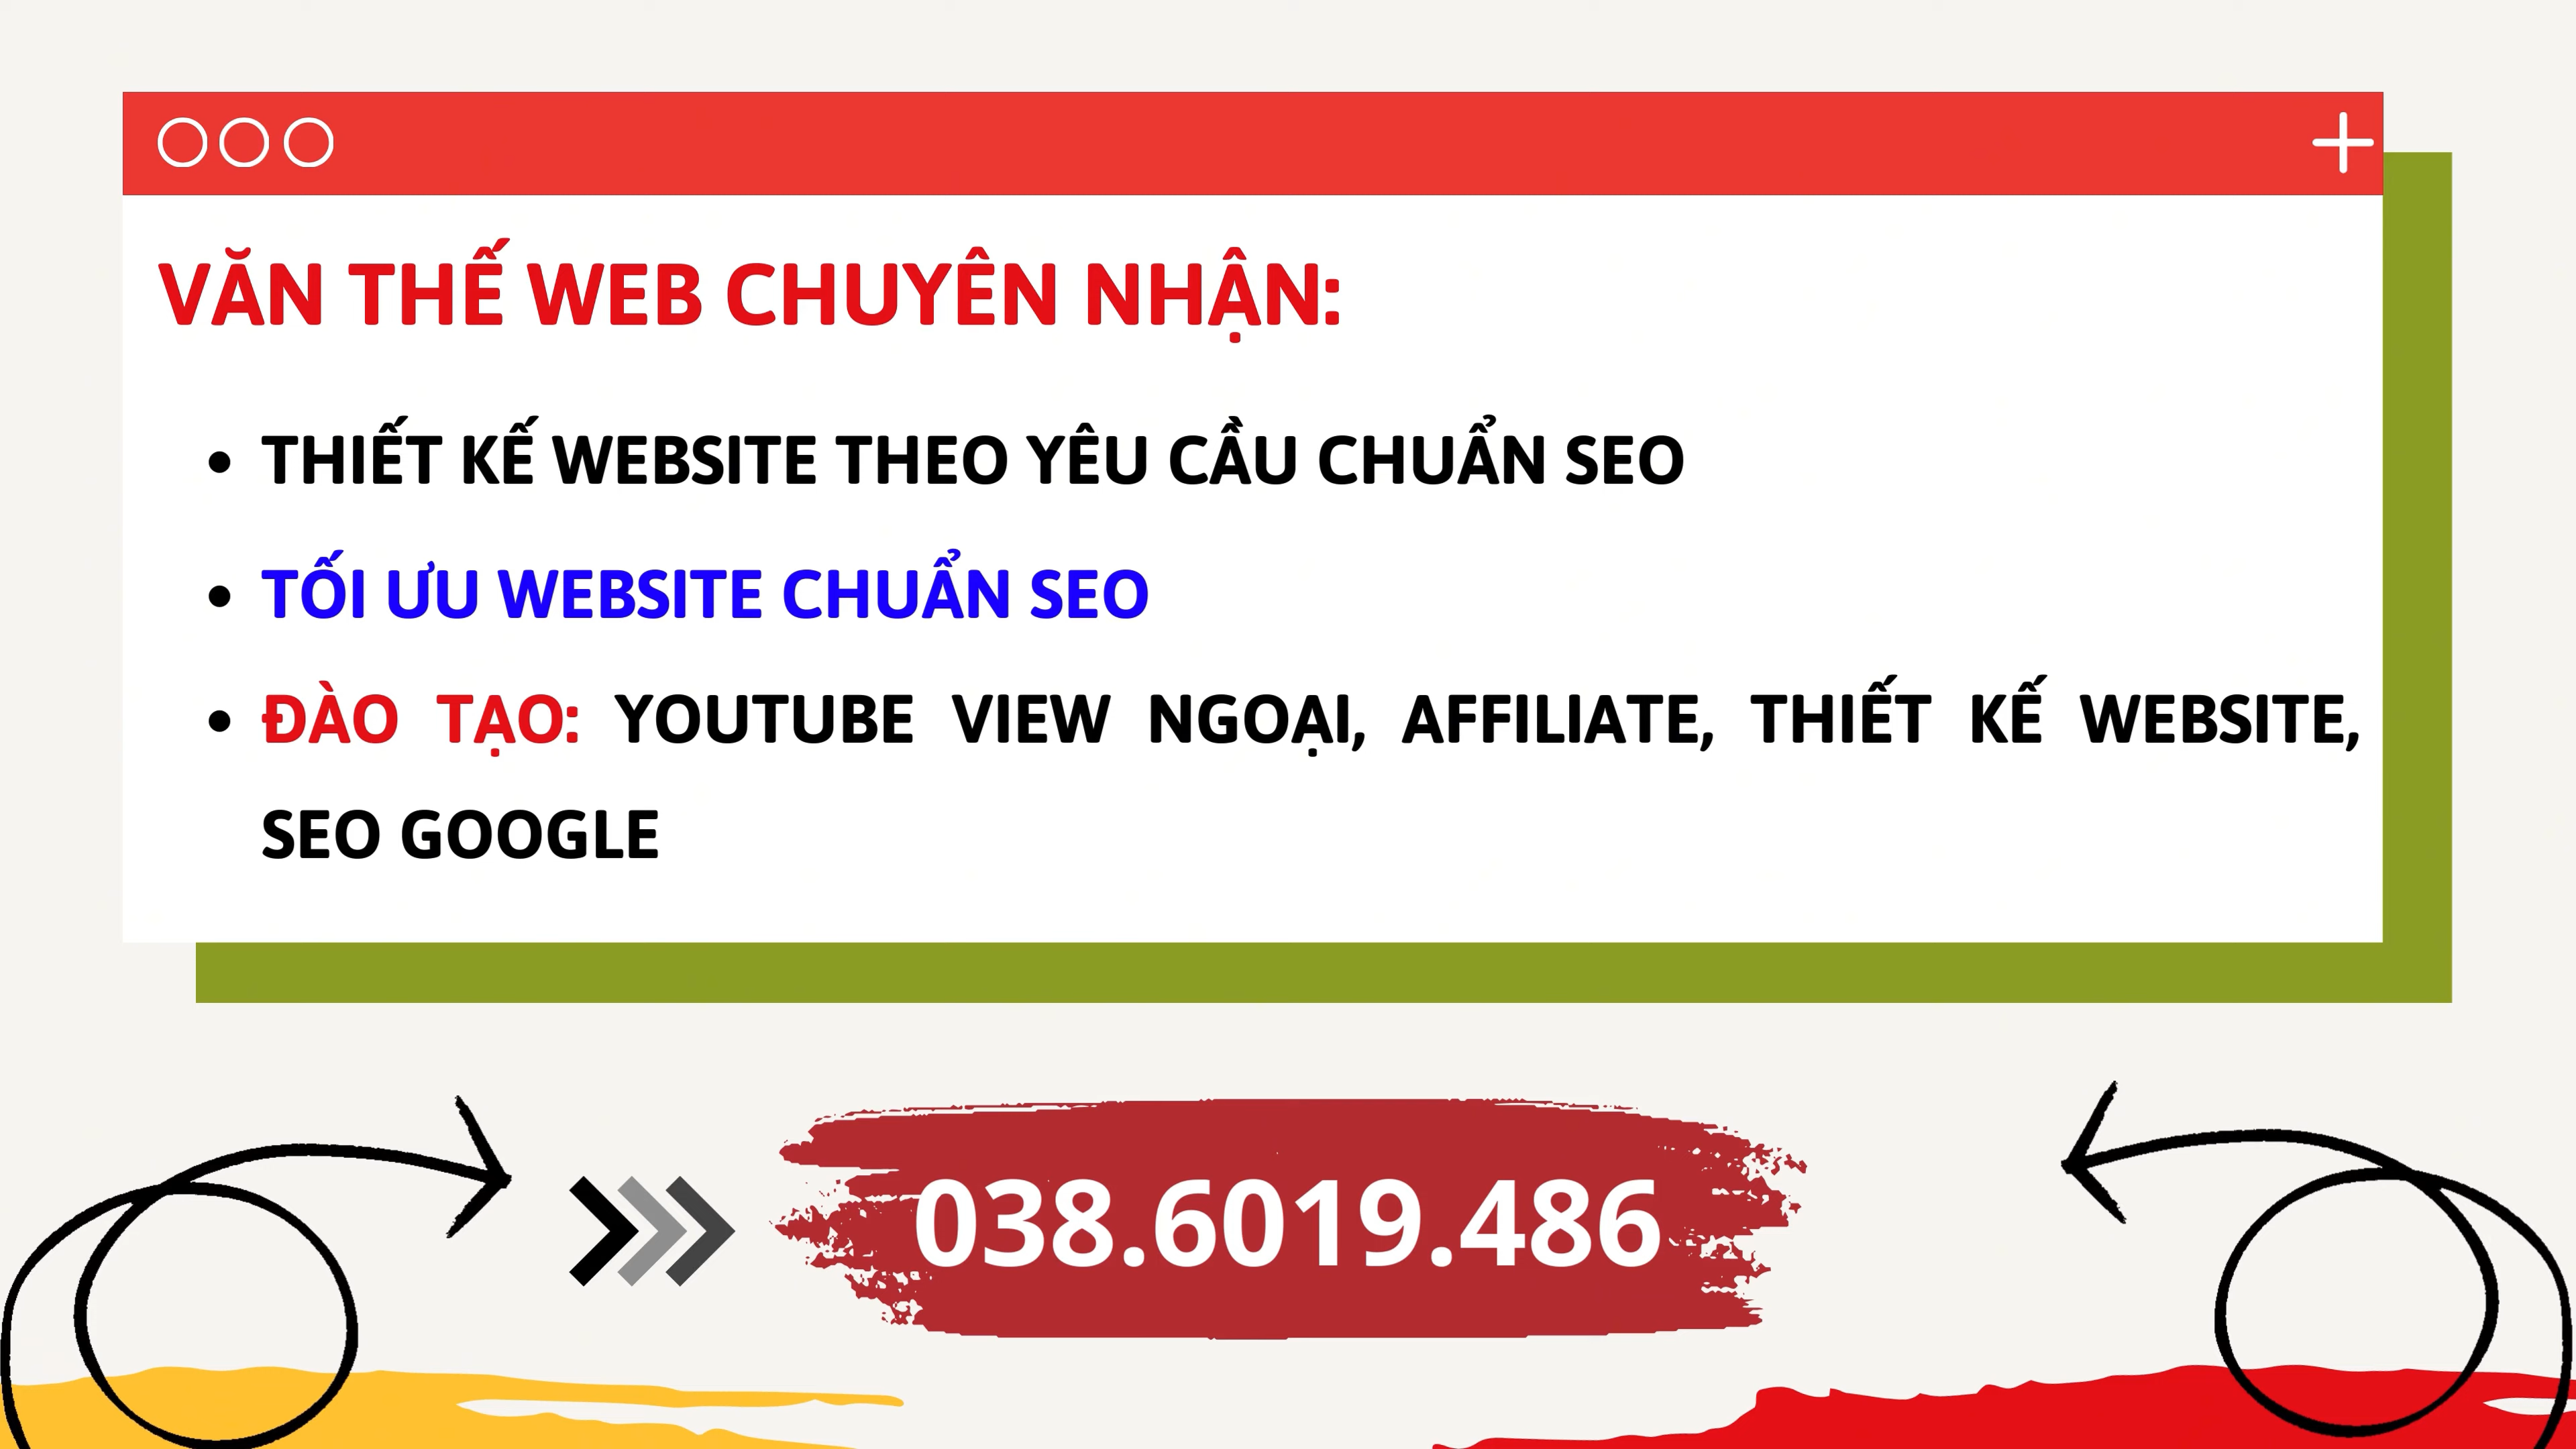 VĂN THẾ WEB CHUYÊN NHẬN:
• THIẾT KẾ WEBSITE THEO YÊU CẦU CHUẨN SEO
• TỐI ƯU WEBSITE CHUẨN SEO
• ĐÀO TẠO: YOUTUBE VIEW NGOẠI, AFFILIATE, THIẾT KẾ WEBSITE,
SEO GOOGLE
038.6019.486